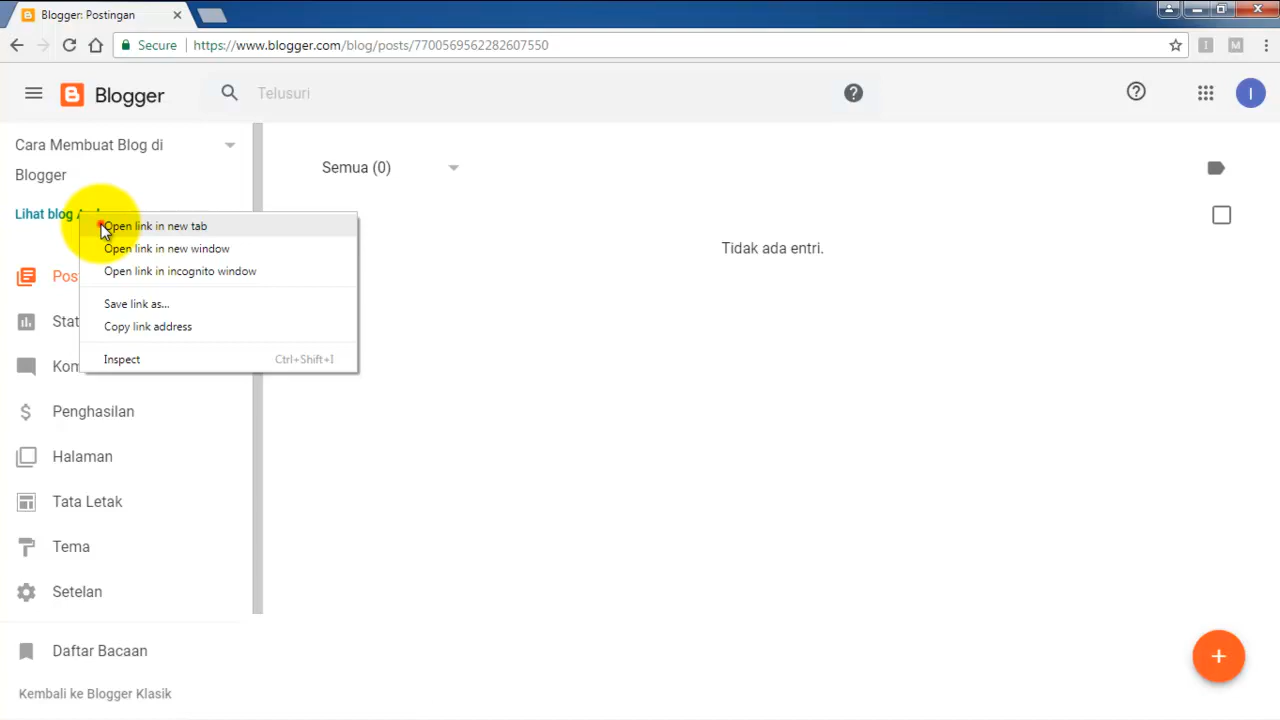 Blogger: Postingan
Secure
https://www.blogger.com/blog/posts/7700569562282607550
Blogger
Telusuri
I
Cara Membuat Blog di
Blogger
Semua (0)
Lihat blog
Open link in new tab
Open link in new window
Open link in incognito window
Save link as...
Copy link address
Inspect Ctrl+Shift+I
Tidak ada entri.
Pos
Stat
Kom
Penghasilan
Halaman
Tata Letak
Tema
Setelan
Daftar Bacaan
Kembali ke Blogger Klasik